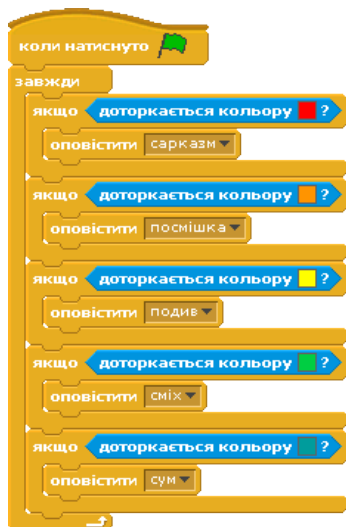 коли натиснуто
завжди
якщо доторкається кольору ?
оповістити сарказм
якщо доторкається кольору ?
оповістити посмішка
якщо доторкається кольору ?
оповістити подив
якщо доторкається кольору ?
оповістити сміх
якщо доторкається кольору ?
оповістити сум